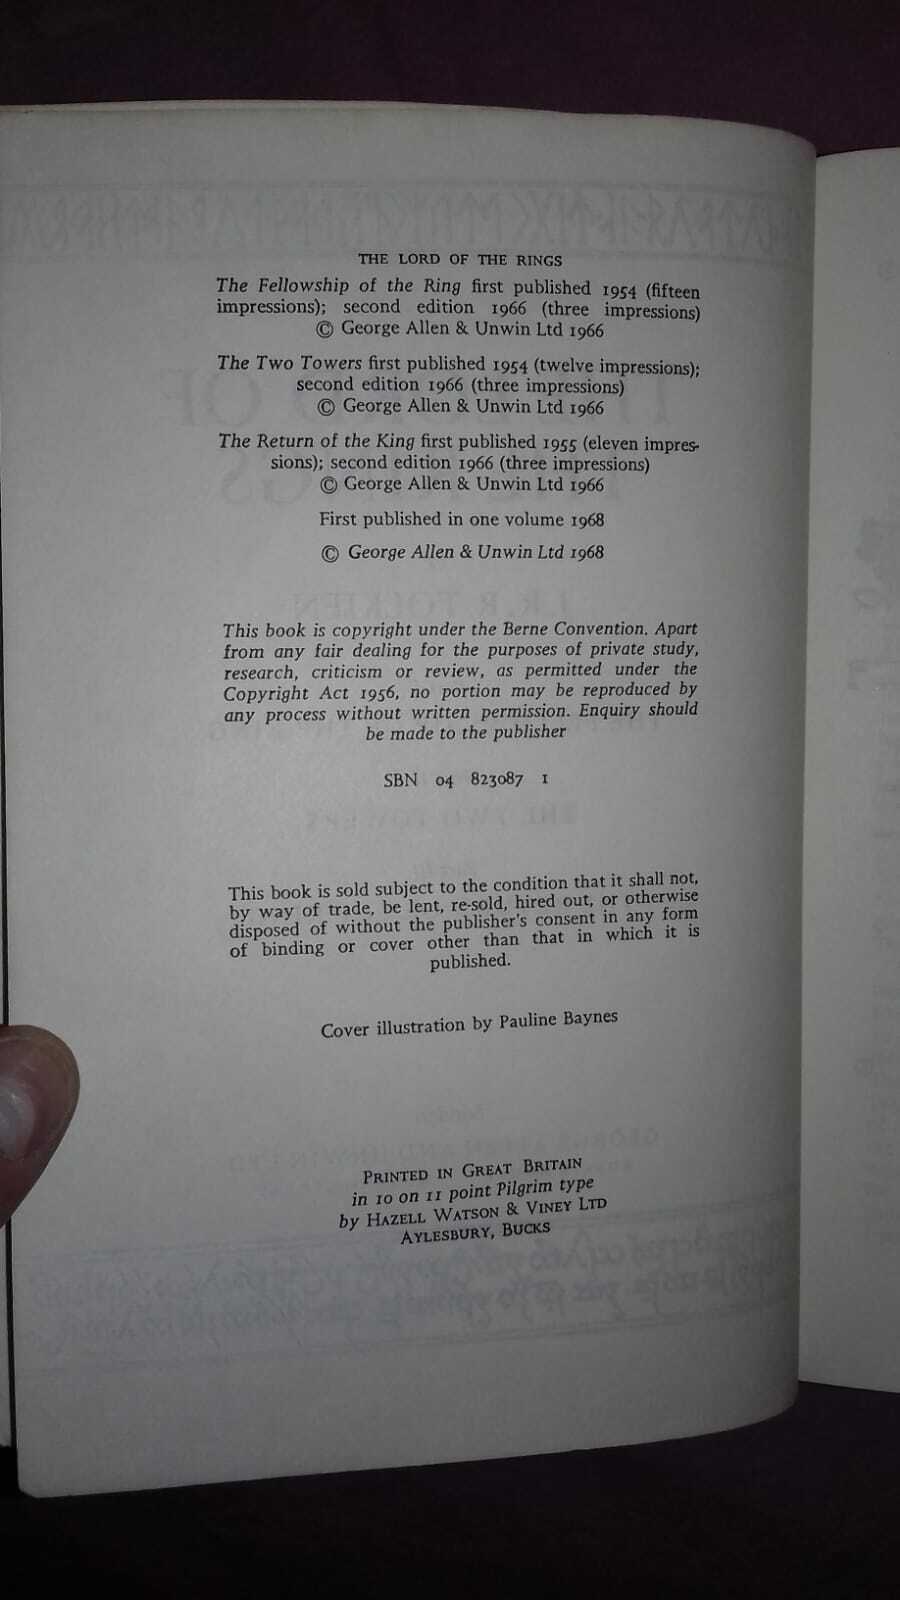 THE LORD OF THE RINGS
The Fellowship of the Ring first published 1954 (fifteen
impressions); second edition 1966 (three impressions)
© George Allen & Unwin Ltd 1966
The Two Towers first published 1954 (twelve impressions);
second edition 1966 (three impressions)
© George Allen & Unwin Ltd 1966
The Return of the King first published 1955 (eleven impres-
sions); second edition 1966 (three impressions)
© George Allen & Unwin Ltd 1966
First published in one volume 1968
© George Allen & Unwin Ltd 1968
This book is copyright under the Berne Convention. Apart
from any fair dealing for the purposes of private study,
research, criticism or review, as permitted under the
Copyright Act 1956, no portion may be reproduced by
any process without written permission. Enquiry should
be made to the publisher
SBN 04 823087 1
This book is sold subject to the condition that it shall not,
by way of trade, be lent, re-sold, hired out, or otherwise
disposed of without the publisher's consent in any form
of binding or cover other than that in which it is
published.
Cover illustration by Pauline Baynes
PRINTED IN GREAT BRITAIN
in 10 on 11 point Pilgrim type
by HAZELL WATSON & VINEY LTD
AYLESBURY, BUCKS